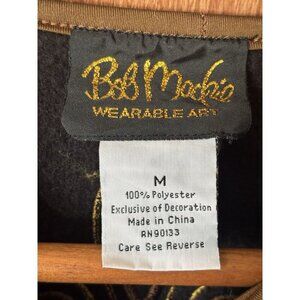 Bob Mackie
WEARABLE ART
M
100% Polyester
Exclusive of Decoration
Made in China
RN90133
Care See Reverse